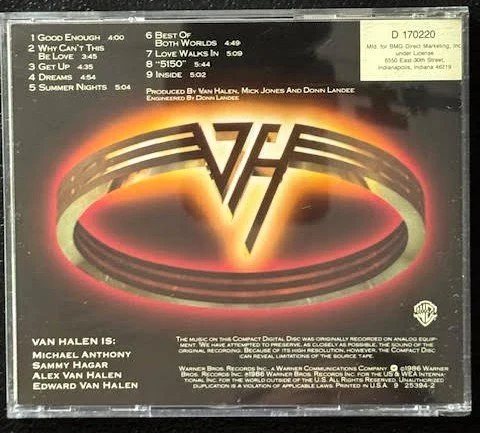 1 GOOD ENOUGH 4:00
2 WHY CAN'T THIS
BE LOVE 3:45
3 GET UP 4:35
4 DREAMS 4:54
5 SUMMER NIGHTS 5:04
6 BEST OF
BOTH WORLDS 4:49
7 LOVE WALKS IN 5:09
8 "5150" 5:44
9 INSIDE 5:02
PRODUCED BY VAN HALEN, MICK JONES AND DONN LANDEE
ENGINEERED BY DONN LANDEE
D 170220
Mfd. for BMG Direct Marketing, Inc.
under License
6550 East 30th Street,
Indianapolis, Indiana 46219
VH
VAN HALEN IS:
MICHAEL ANTHONY
SAMMY HAGAR
ALEX VAN HALEN
EDWARD VAN HALEN
WB
THE MUSIC ON THIS COMPACT DIGITAL DISC WAS ORIGINALLY RECORDED ON ANALOG EQUIP-
MENT. WE HAVE ATTEMPTED TO PRESERVE, AS CLOSELY AS POSSIBLE, THE SOUND OF THE
ORIGINAL RECORDING. BECAUSE OF ITS HIGH RESOLUTION, HOWEVER, THE COMPACT DISC
CAN REVEAL LIMITATIONS OF THE SOURCE TAPE.
WARNER BROS. RECORDS INC., A WARNER COMMUNICATIONS COMPANY ℗ ©1986 WARNER
BROS. RECORDS INC. ©1986 WARNER BROS. RECORDS INC. FOR THE US & WEA INTERNA-
TIONAL INC. FOR THE WORLD OUTSIDE OF THE U.S. ALL RIGHTS RESERVED. UNAUTHORIZED
DUPLICATION IS A VIOLATION OF APPLICABLE LAWS. PRINTED IN U.S.A. 9 25394-2